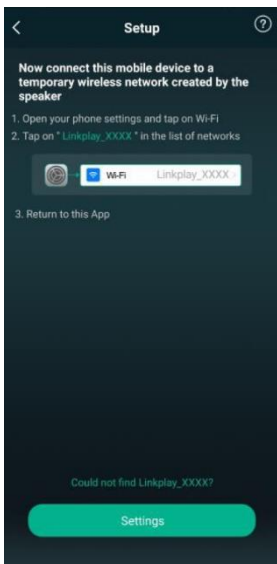 Setup
?
Now connect this mobile device to a
temporary wireless network created by the
speaker
1. Open your phone settings and tap on Wi-Fi
2. Tap on " Linkplay_XXXX " in the list of networks
Wi-Fi Linkplay_XXXX
3. Return to this App
Could not find Linkplay_XXXX?
Settings